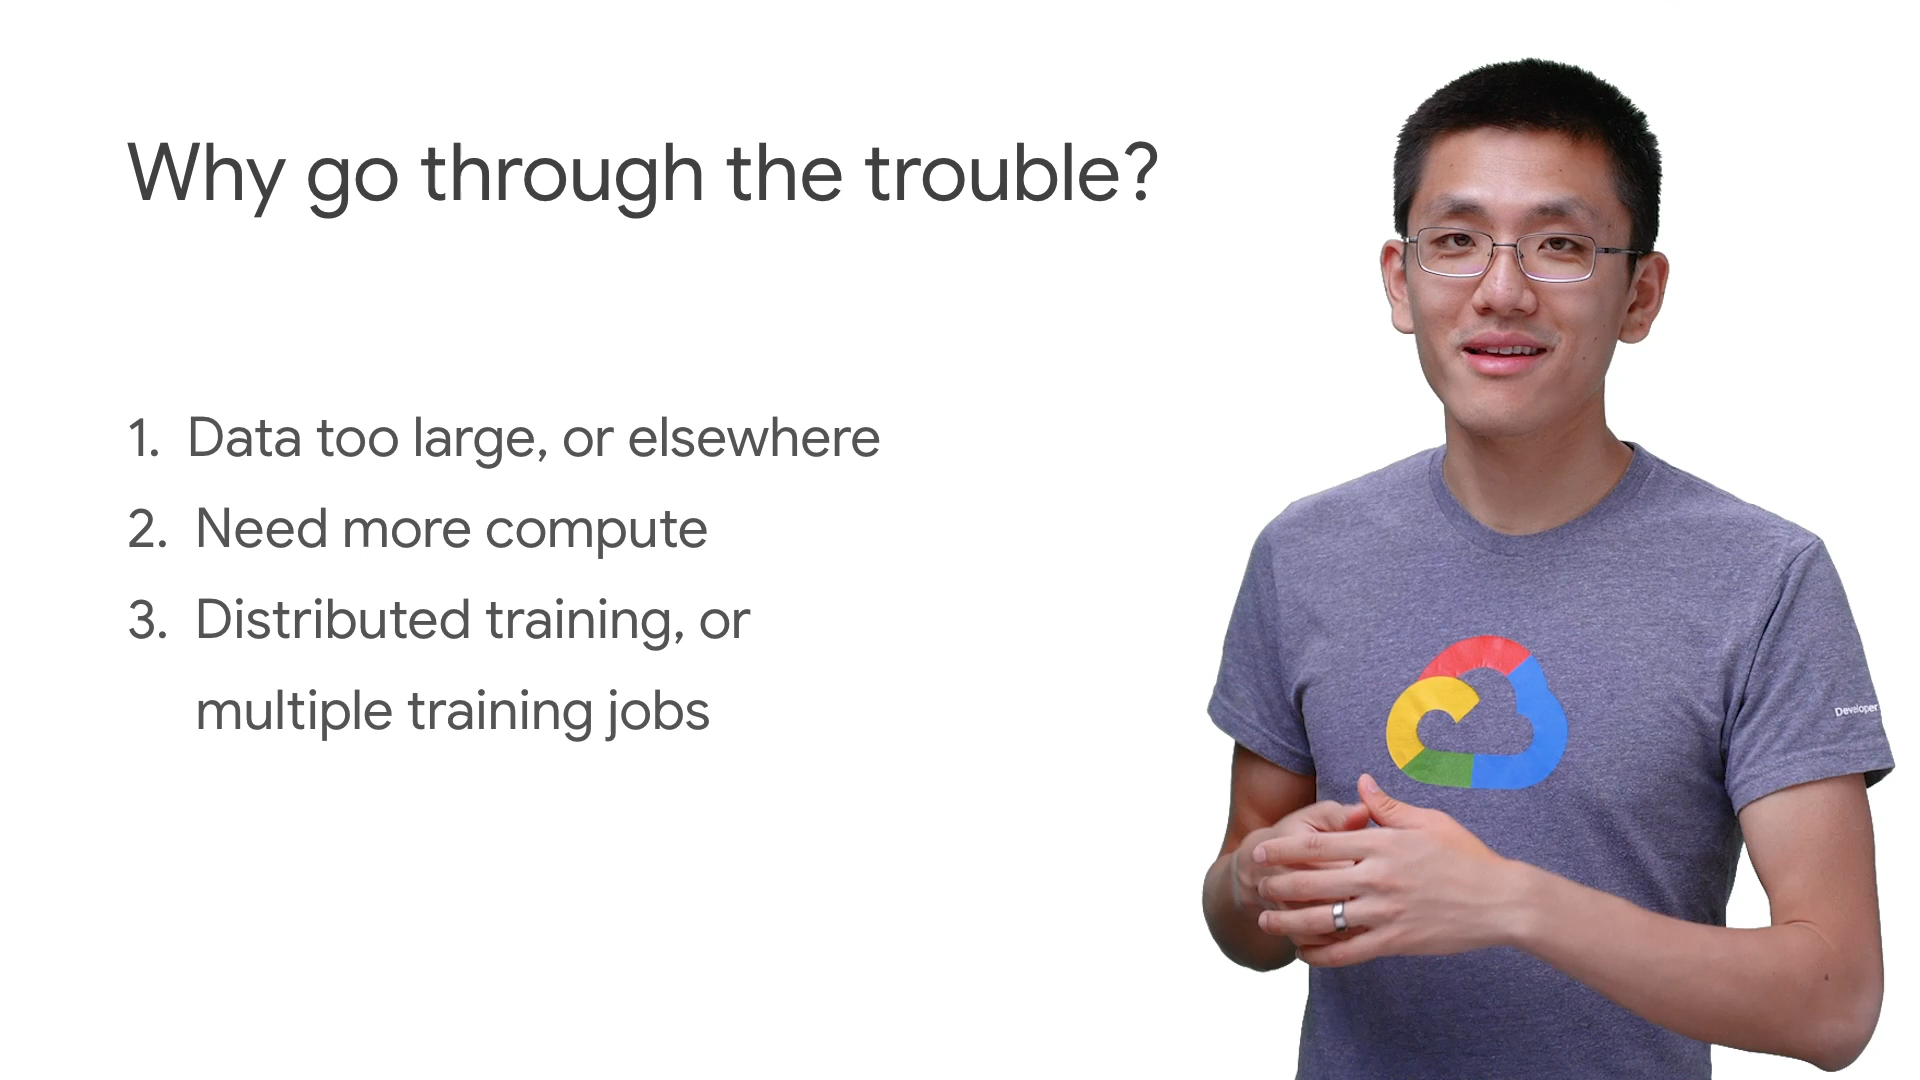 Why go through the trouble?
1. Data too large, or elsewhere
2. Need more compute
3. Distributed training, or
multiple training jobs
Developer